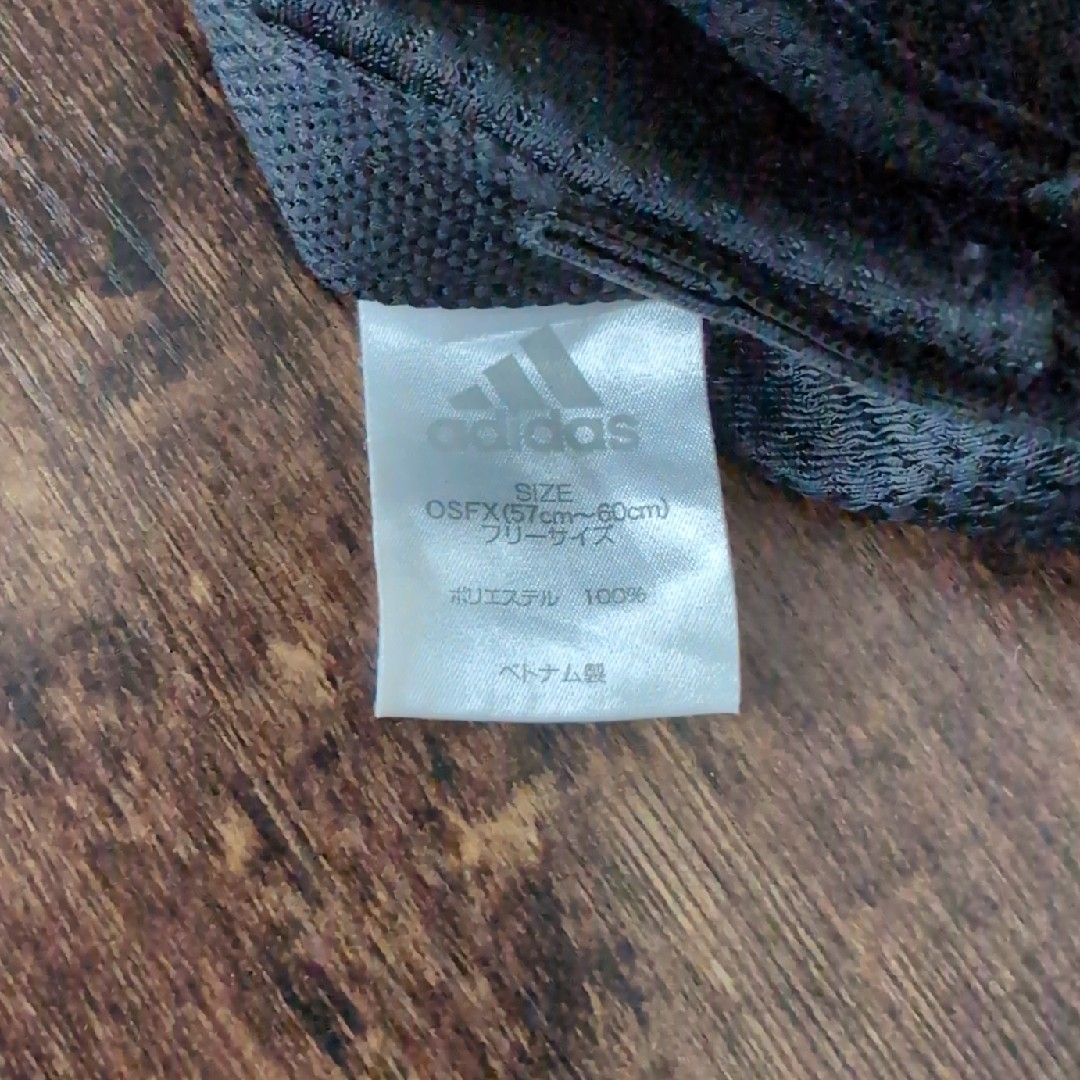 adidas
SIZE
OSFX(57cm〜60cm)
フリーサイズ
ポリエステル 100%
ベトナム製